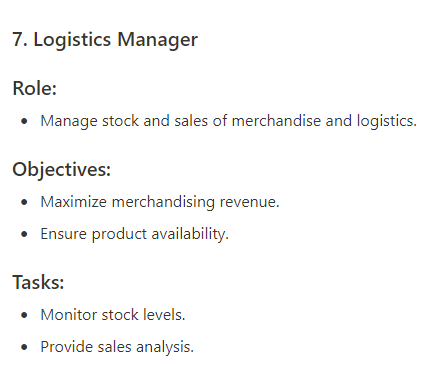 7. Logistics Manager
Role:
• Manage stock and sales of merchandise and logistics.
Objectives:
• Maximize merchandising revenue.
• Ensure product availability.
Tasks:
• Monitor stock levels.
• Provide sales analysis.